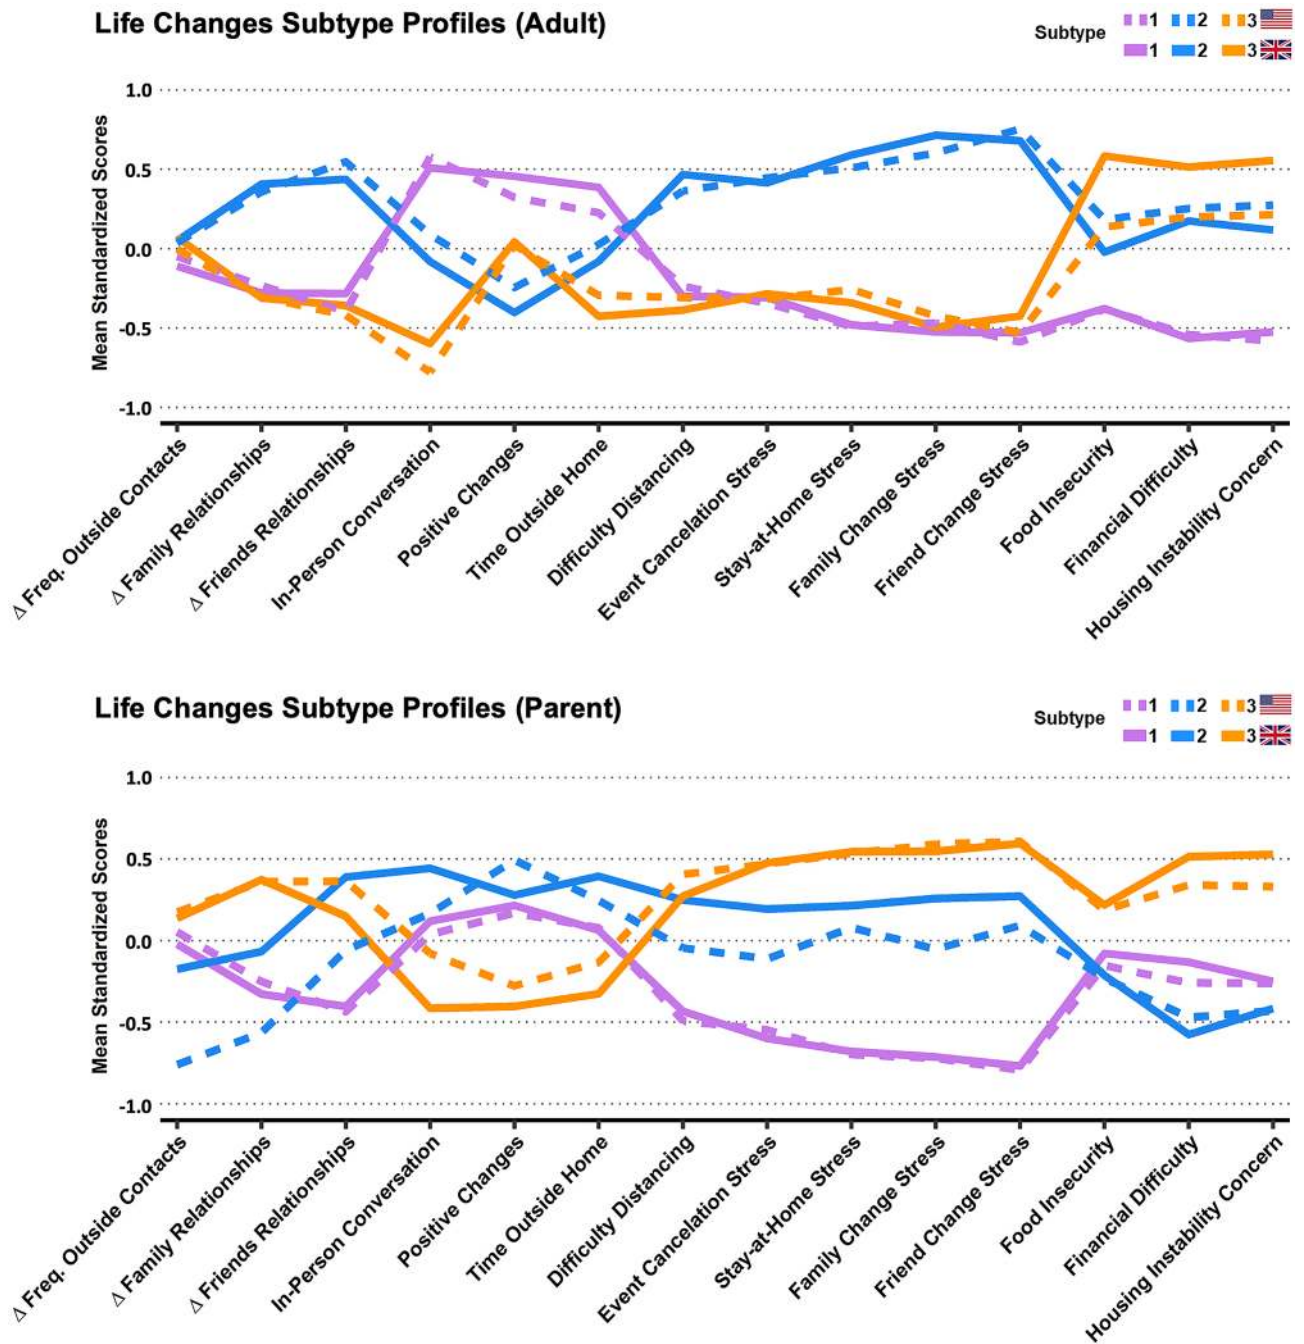 Life Changes Subtype Profiles (Adult)
Subtype
1 2 3
1 2 3
Mean Standardized Scores
1.0
0.5
0.0
-0.5
-1.0
Δ Freq. Outside Contacts
Δ Family Relationships
Δ Friends Relationships
In-Person Conversation
Positive Changes
Time Outside Home
Difficulty Distancing
Event Cancelation Stress
Stay-at-Home Stress
Family Change Stress
Friend Change Stress
Food Insecurity
Financial Difficulty
Housing Instability Concern
Life Changes Subtype Profiles (Parent)
Subtype
1 2 3
1 2 3
Mean Standardized Scores
1.0
0.5
0.0
-0.5
-1.0
Δ Freq. Outside Contacts
Δ Family Relationships
Δ Friends Relationships
In-Person Conversation
Positive Changes
Time Outside Home
Difficulty Distancing
Event Cancelation Stress
Stay-at-Home Stress
Family Change Stress
Friend Change Stress
Food Insecurity
Financial Difficulty
Housing Instability Concern